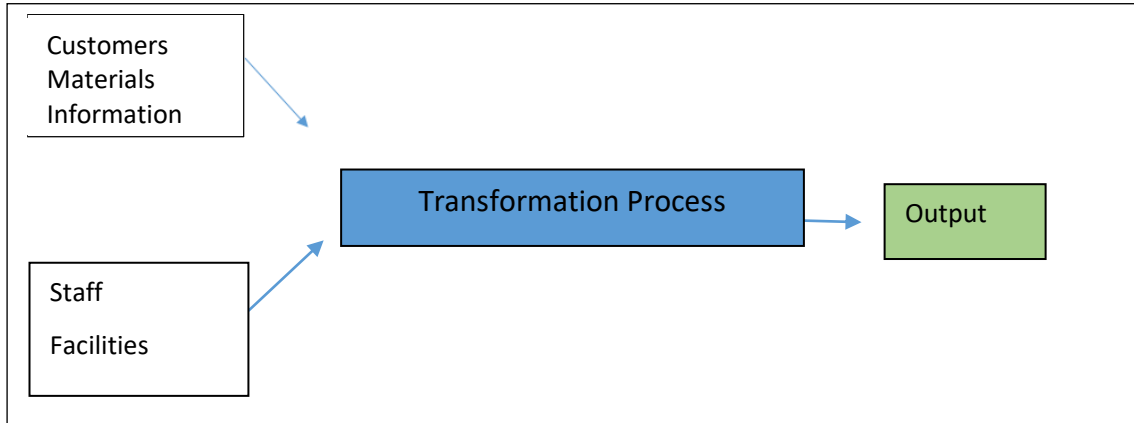 Customers
Materials
Information
Transformation Process
Output
Staff
Facilities